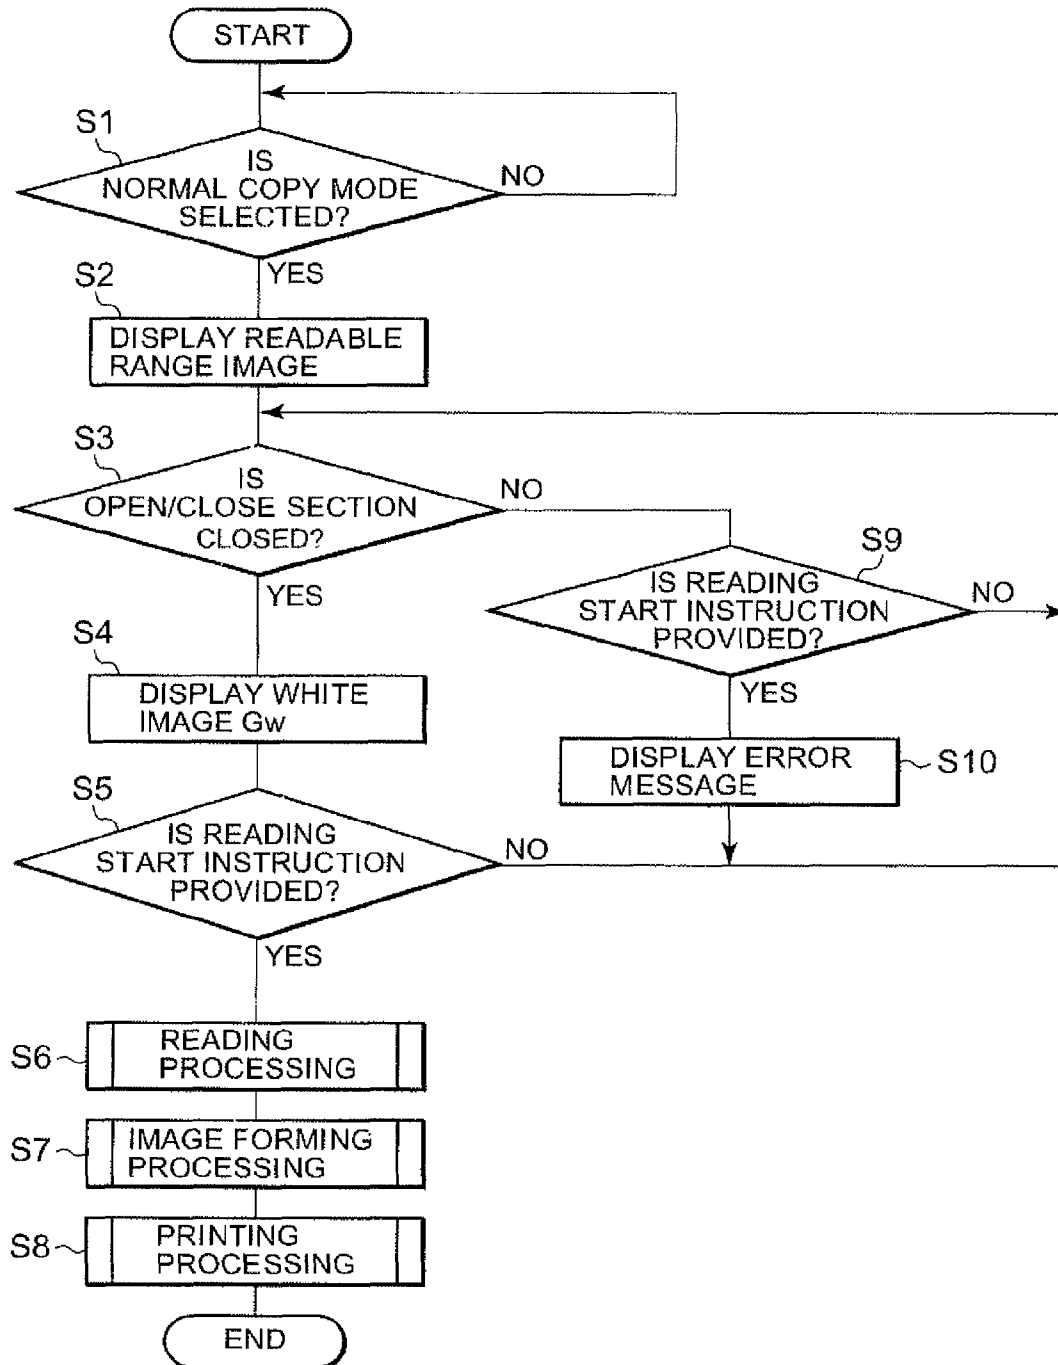 START
S1
IS
NORMAL COPY MODE
SELECTED?
NO
YES
S2
DISPLAY READABLE
RANGE IMAGE
S3
IS
OPEN/CLOSE SECTION
CLOSED?
NO
YES
S9
IS READING
START INSTRUCTION
PROVIDED?
NO
YES
S4
DISPLAY WHITE
IMAGE Gw
DISPLAY ERROR
MESSAGE
S10
S5
IS READING
START INSTRUCTION
PROVIDED?
NO
YES
S6
READING
PROCESSING
S7
IMAGE FORMING
PROCESSING
S8
PRINTING
PROCESSING
END